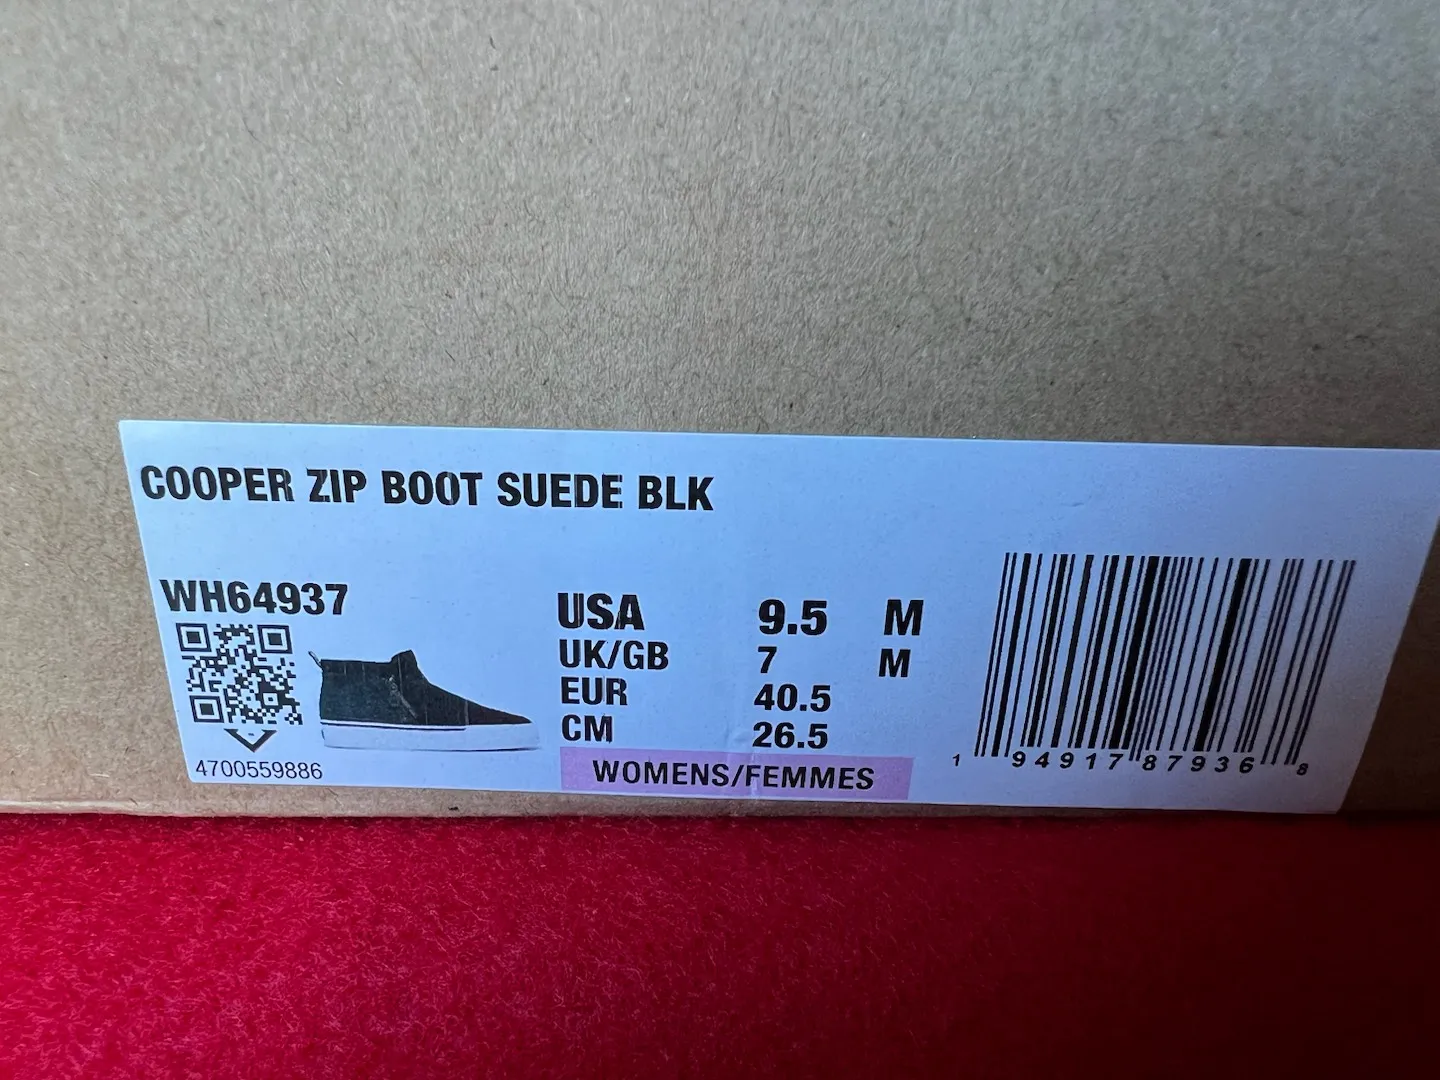 COOPER ZIP BOOT SUEDE BLK
WH64937
USA 9.5 M
UK/GB 7 M
EUR 40.5
CM 26.5
WOMENS/FEMMES
4700559886
1 94917 87936 8